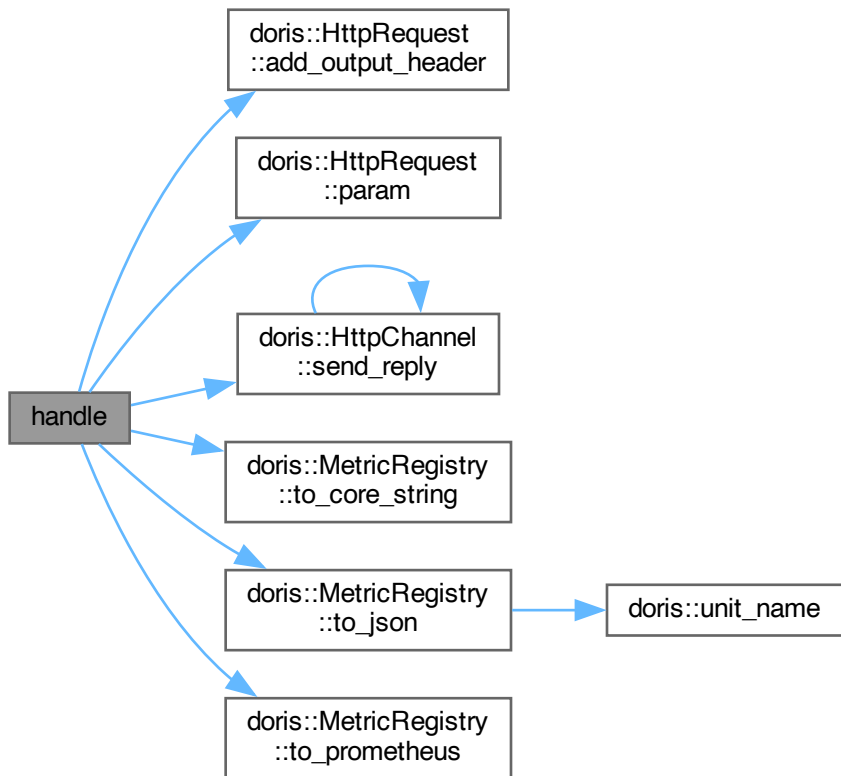 doris::HttpRequest
::add_output_header
doris::HttpRequest
::param
doris::HttpChannel
::send_reply
handle
doris::MetricRegistry
::to_core_string
doris::MetricRegistry
::to_json
doris::unit_name
doris::MetricRegistry
::to_prometheus